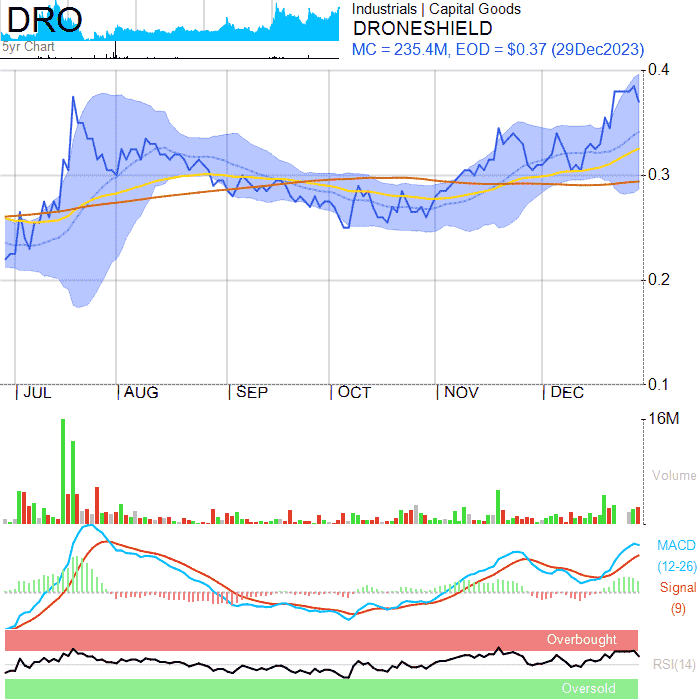 DRO
5yr Chart
Industrials | Capital Goods
DRONESHIELD
MC = 235.4M, EOD = $0.37 (29Dec2023)
0.4
0.3
0.2
0.1
| JUL | AUG | SEP | OCT | NOV | DEC
16M
Volume
MACD
(12-26)
Signal
(9)
Overbought
RSI(14)
Oversold